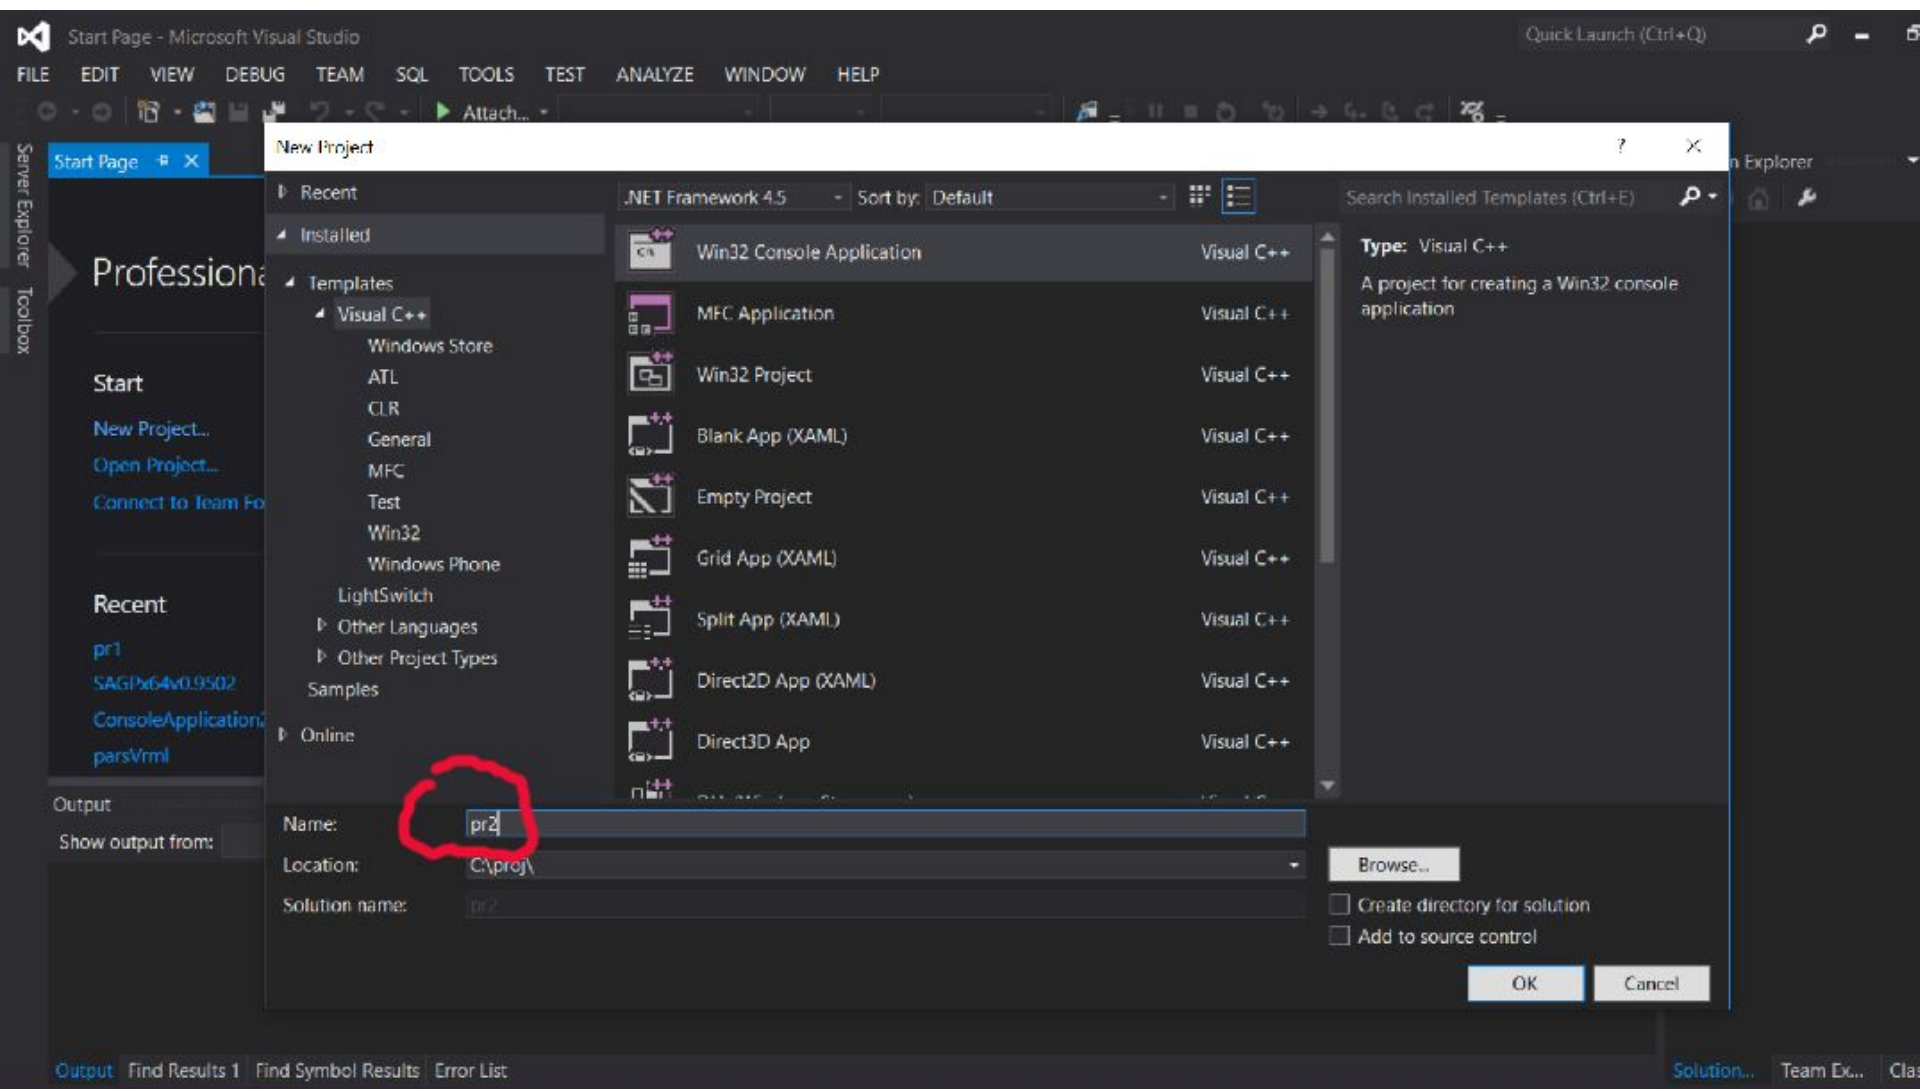 Start Page - Microsoft Visual Studio
Quick Launch (Ctrl+Q)
FILE EDIT VIEW DEBUG TEAM SQL TOOLS TEST ANALYZE WINDOW HELP
Attach...
Server Explorer
Toolbox
Start Page
Professiona
Start
New Project...
Open Project...
Connect to Team Fo
Recent
pr1
SAGPx64v0.9502
ConsoleApplication2
parsVrml
New Project
?
Recent
Installed
Templates
Visual C++
Windows Store
ATL
CLR
General
MFC
Test
Win32
Windows Phone
LightSwitch
Other Languages
Other Project Types
Samples
Online
.NET Framework 4.5
Sort by: Default
Search Installed Templates (Ctrl+E)
Win32 Console Application Visual C++
MFC Application Visual C++
Win32 Project Visual C++
Blank App (XAML) Visual C++
Empty Project Visual C++
Grid App (XAML) Visual C++
Split App (XAML) Visual C++
Direct2D App (XAML) Visual C++
Direct3D App Visual C++
Type: Visual C++
A project for creating a Win32 console
application
n Explorer
Name: pr2
Location: C:\proj\
Solution name: pr2
Browse...
Create directory for solution
Add to source control
OK Cancel
Output
Show output from:
Output Find Results 1 Find Symbol Results Error List
Solution... Team Ex... Clas